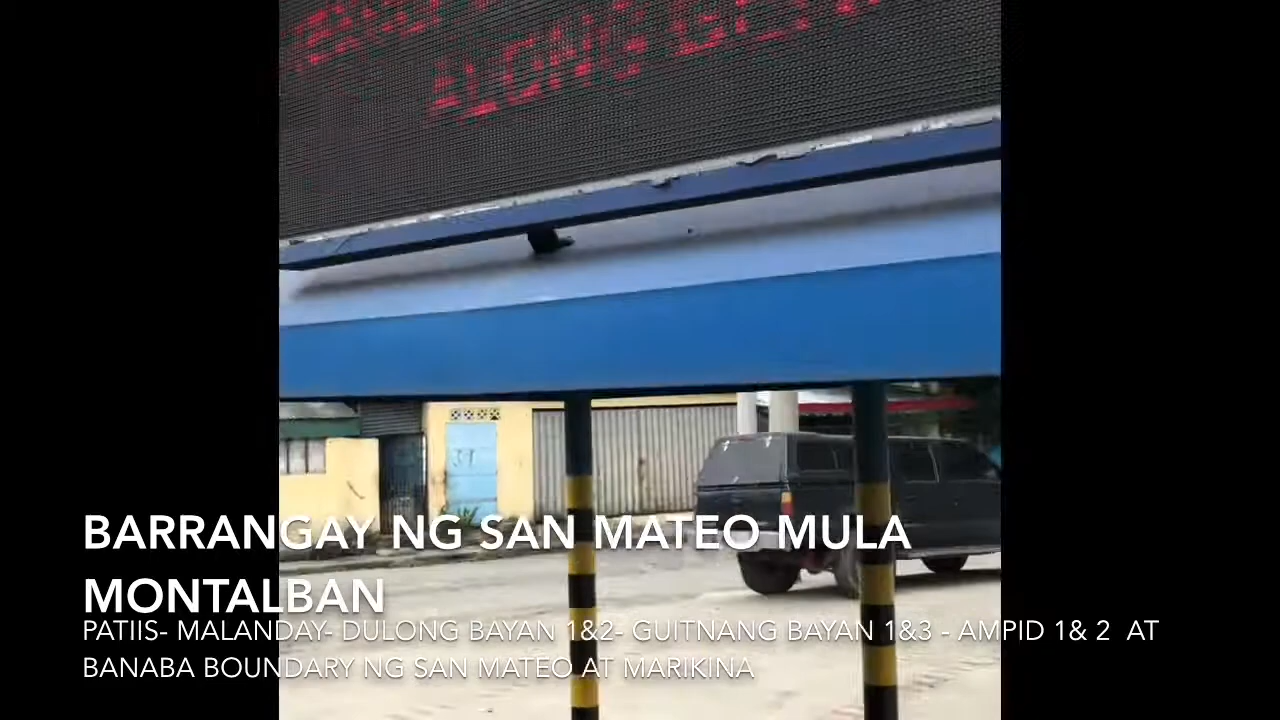 ALONG
BARRANGAY NG SAN MATEO MULA
MONTALBAN
PATIIS- MALANDAY- DULONG BAYAN 1&2- GUITNANG BAYAN 1&3 - AMPID 1& 2 AT
BANABA BOUNDARY NG SAN MATEO AT MARIKINA